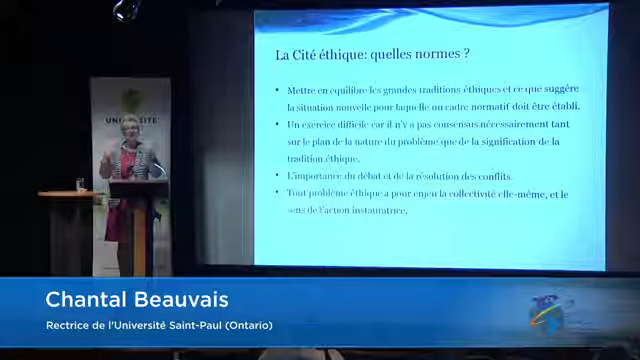 La Cité éthique: quelles normes ?
• Mettre en equilibre les grandes traditions éthiques et ce que suggère
la situation nouvelle pour laquelle un cadre normatif doit être établi.
• Un exercice difficile car il n'y a pas consensus nécessairement tant
sur le plan de la nature du problème que de la signification de la
tradition éthique.
• L'importance du débat et de la résolution des conflits.
• Tout problème éthique a pour enjeu la collectivité elle-même, et le
sens de l'action instauratrice.
UNIVERSITÉ
Chantal Beauvais
Rectrice de l'Université Saint-Paul (Ontario)